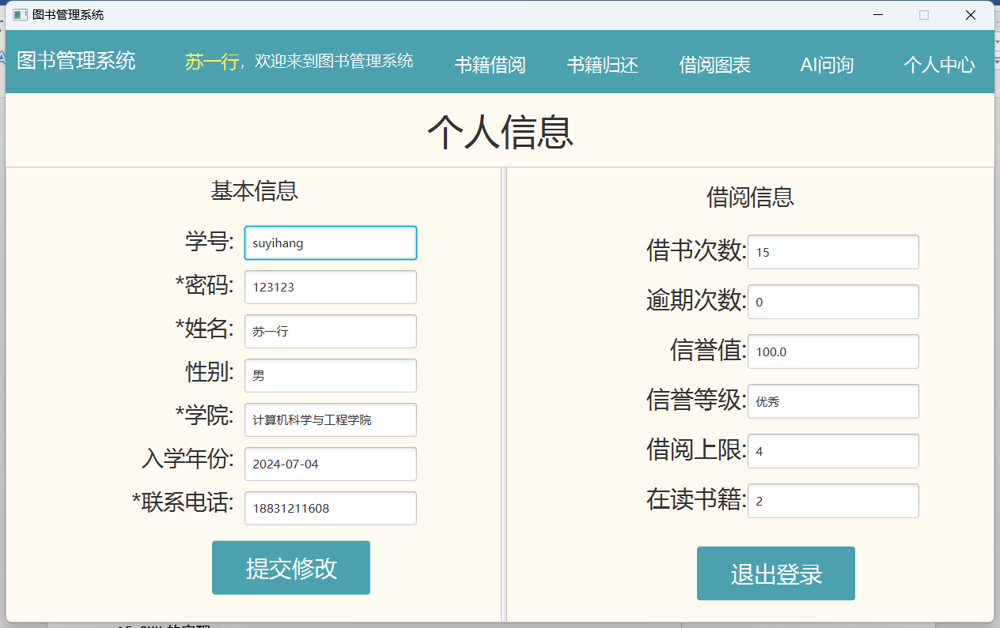 图书管理系统
图书管理系统 苏一行，欢迎来到图书管理系统 书籍借阅 书籍归还 借阅图表 AI问询 个人中心
个人信息
基本信息
学号: suyihang
*密码: 123123
*姓名: 苏一行
性别: 男
*学院: 计算机科学与工程学院
入学年份: 2024-07-04
*联系电话: 18831211608
提交修改
借阅信息
借书次数: 15
逾期次数: 0
信誉值: 100.0
信誉等级: 优秀
借阅上限: 4
在读书籍: 2
退出登录